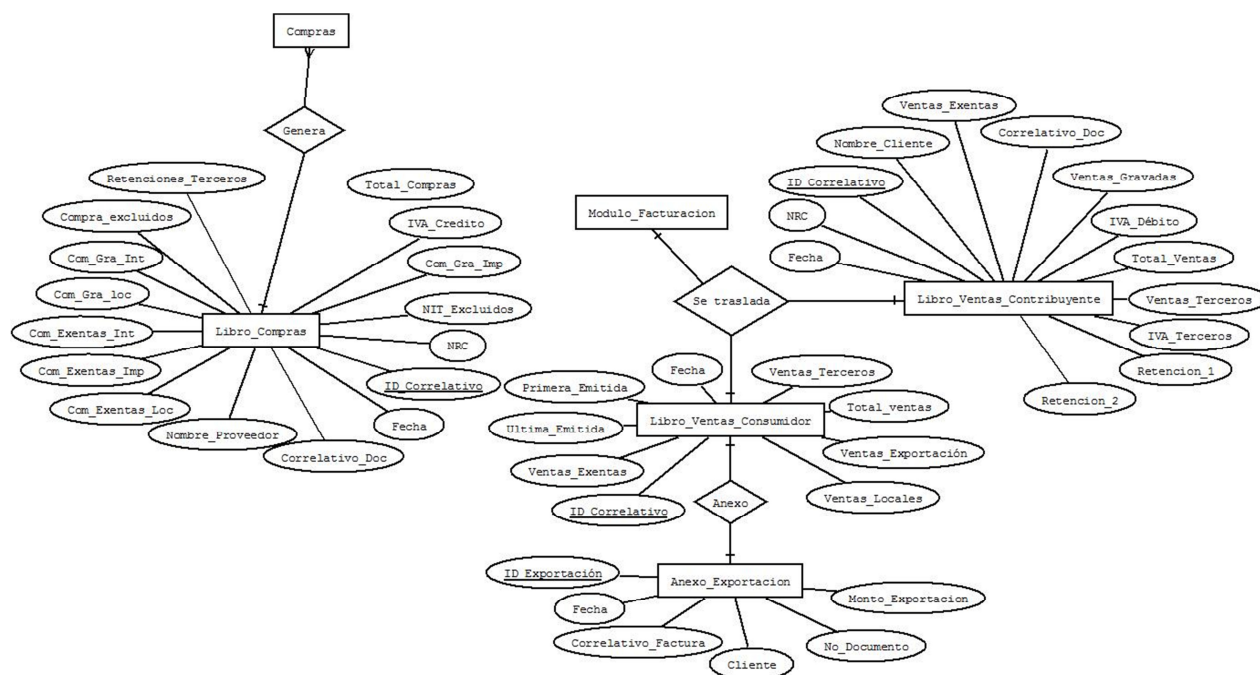 Compras
Genera
Retenciones_Terceros
Total_Compras
Compra_excluidos
IVA_Credito
Com_Gra_Int
Com_Gra_Imp
Com_Gra_loc
NIT_Excluidos
Com_Exentas_Int
Libro_Compras
NRC
Com_Exentas_Imp
ID_Correlativo
Com_Exentas_Loc
Fecha
Nombre_Proveedor
Correlativo_Doc
Modulo_Facturacion
Se traslada
Ventas_Exentas
Correlativo_Doc
Nombre_Cliente
ID_Correlativo
Ventas_Gravadas
NRC
IVA_Débito
Fecha
Total_Ventas
Libro_Ventas_Contribuyente
Ventas_Terceros
IVA_Terceros
Retencion_1
Retencion_2
Fecha
Ventas_Terceros
Primera_Emitida
Total_ventas
Libro_Ventas_Consumidor
Ultima_Emitida
Ventas_Exportación
Ventas_Exentas
Ventas_Locales
ID_Correlativo
Anexo
ID_Exportación
Anexo_Exportacion
Monto_Exportacion
Fecha
Correlativo_Factura
No_Documento
Cliente